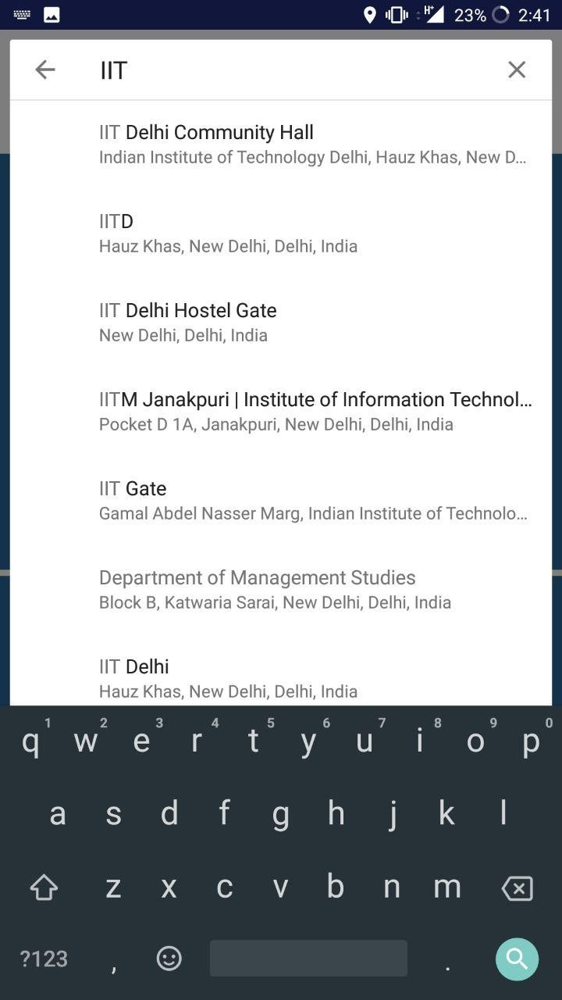 H+ 23% 2:41
IIT
IIT Delhi Community Hall
Indian Institute of Technology Delhi, Hauz Khas, New D...
IITD
Hauz Khas, New Delhi, Delhi, India
IIT Delhi Hostel Gate
New Delhi, Delhi, India
IITM Janakpuri | Institute of Information Technol...
Pocket D 1A, Janakpuri, New Delhi, Delhi, India
IIT Gate
Gamal Abdel Nasser Marg, Indian Institute of Technolo...
Department of Management Studies
Block B, Katwaria Sarai, New Delhi, Delhi, India
IIT Delhi
Hauz Khas, New Delhi, Delhi, India
1 2 3 4 5 6 7 8 9 0
q w e r t y u i o p
a s d f g h j k l
z x c v b n m
?123 , .